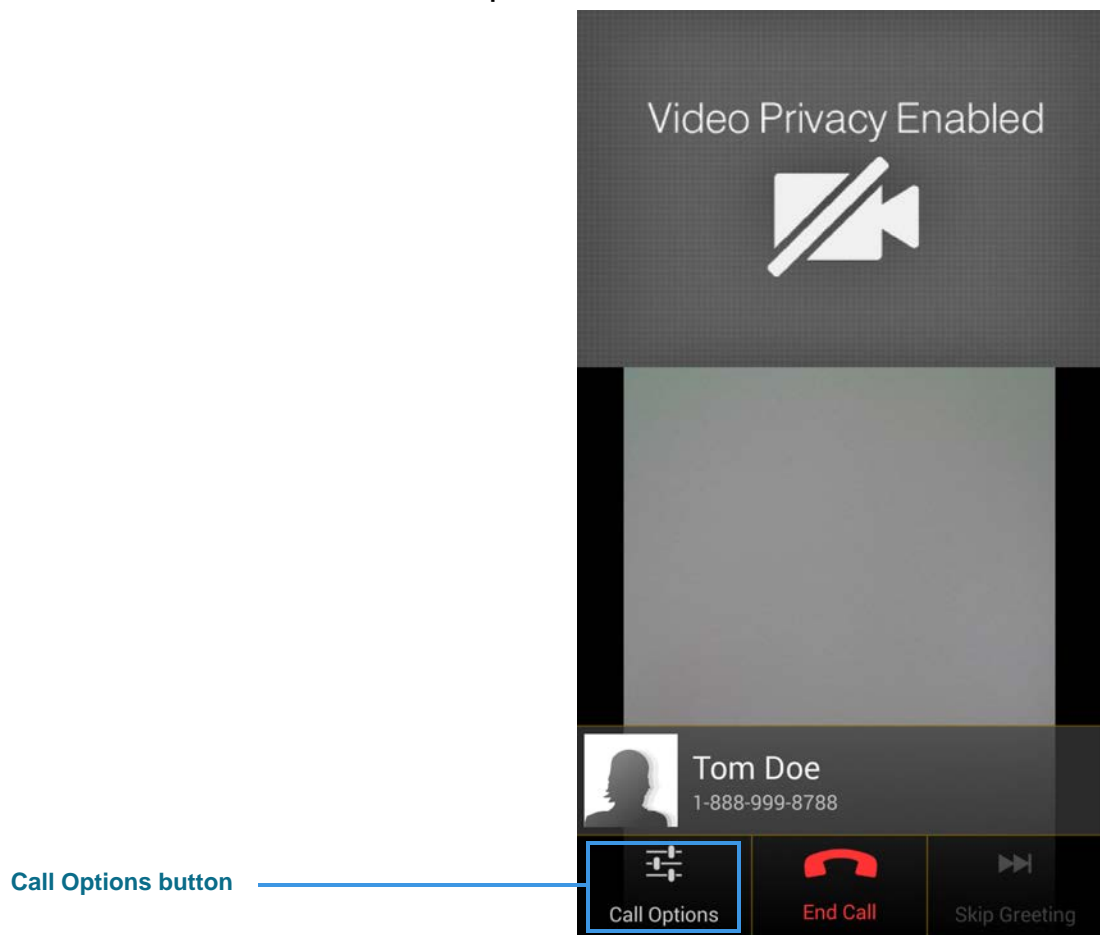 Video Privacy Enabled
Tom Doe
1-888-999-8788
Call Options button
Call Options
End Call
Skip Greeting